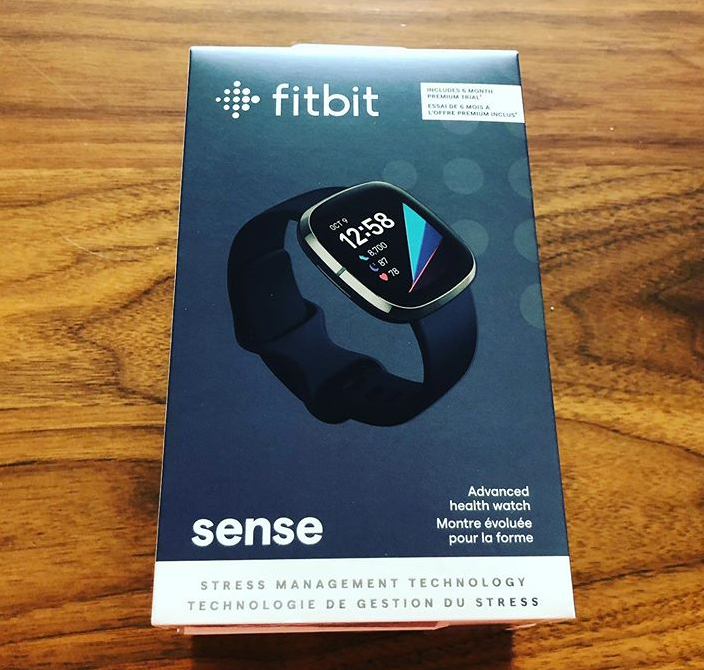 fitbit
INCLUDES 6 MONTH
PREMIUM TRIAL*
ESSAI DE 6 MOIS À
L'OFFRE PREMIUM INCLUS*
OCT 9
12:58
8,700
87
78
sense
Advanced
health watch
Montre évoluée
pour la forme
STRESS MANAGEMENT TECHNOLOGY
TECHNOLOGIE DE GESTION DU STRESS